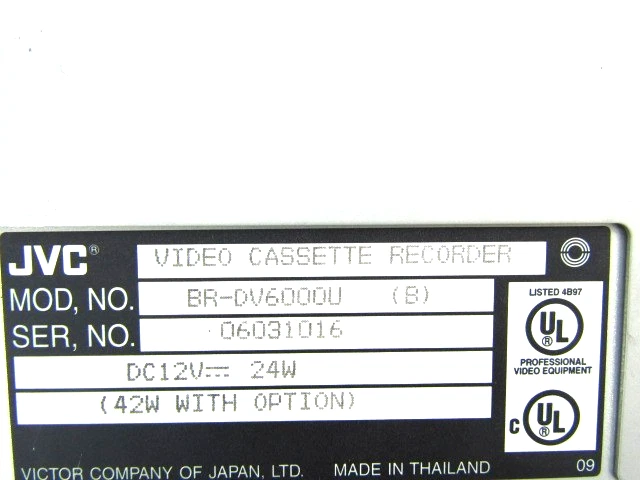 JVC® VIDEO CASSETTE RECORDER
MOD, NO. BR-DV6000U (B)
SER, NO. 06031016
DC12V⎓ 24W
(42W WITH OPTION)
LISTED 4B97
UL®
PROFESSIONAL
VIDEO EQUIPMENT
C UL®
VICTOR COMPANY OF JAPAN, LTD. MADE IN THAILAND 09